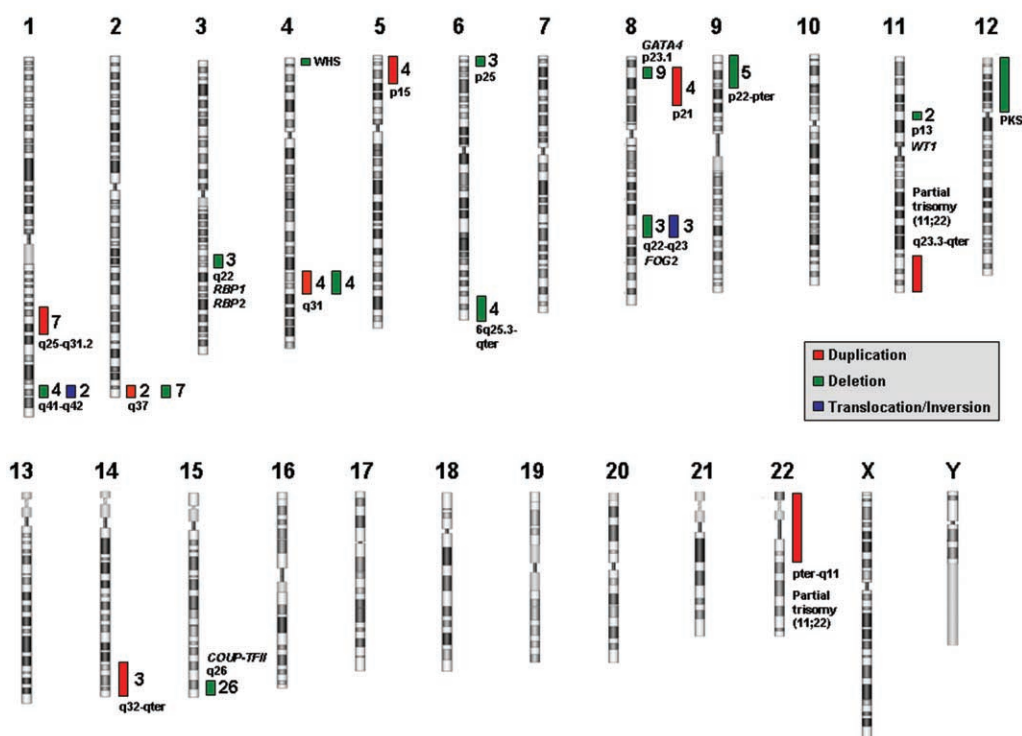 1 2 3 4 5 6 7 8 9 10 11 12
WHS
4
p15
3
p25
GATA4
p23.1
9
4
p21
5
p22-pter
2
p13
WT1
PKS
Partial
trisomy
(11;22)
q23.3-qter
3
q22
RBP1
RBP2
4 4
q31
3 3
q22-q23
FOG2
4
6q25.3-
qter
7
q25-q31.2
4 2
q41-q42
2 7
q37
Duplication
Deletion
Translocation/Inversion
13 14 15 16 17 18 19 20 21 22 X Y
3
q32-qter
COUP-TFII
q26
26
pter-q11
Partial
trisomy
(11;22)